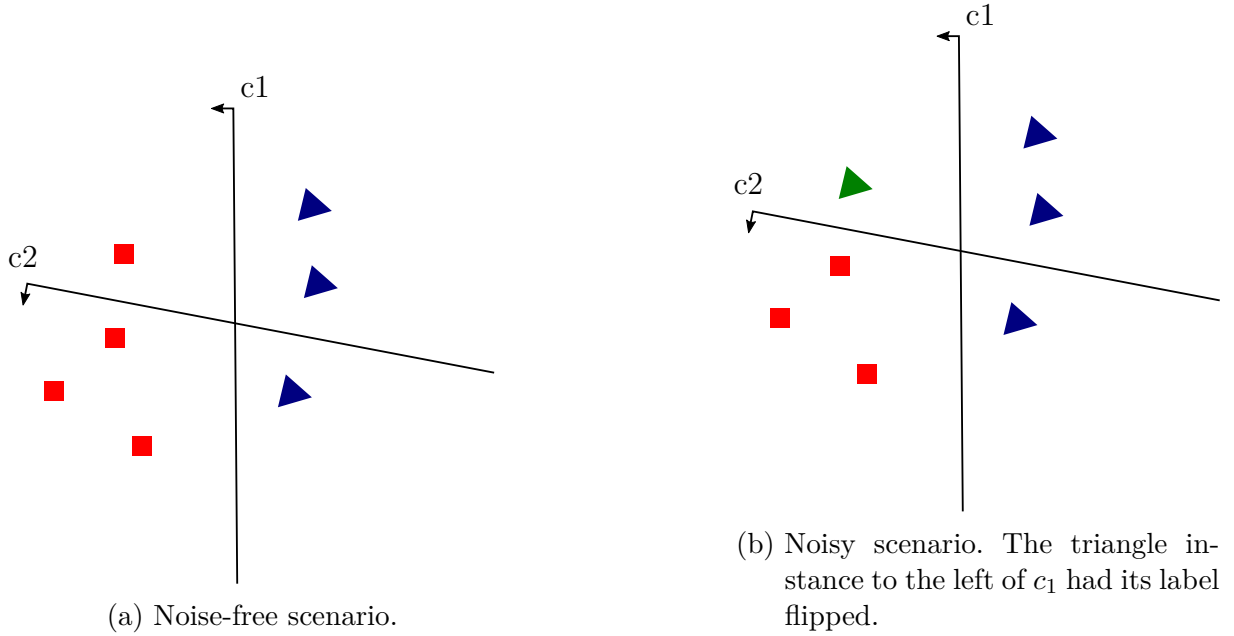 c1
c2
(a) Noise-free scenario.
c1
c2
(b) Noisy scenario. The triangle in-
stance to the left of c1 had its label
flipped.